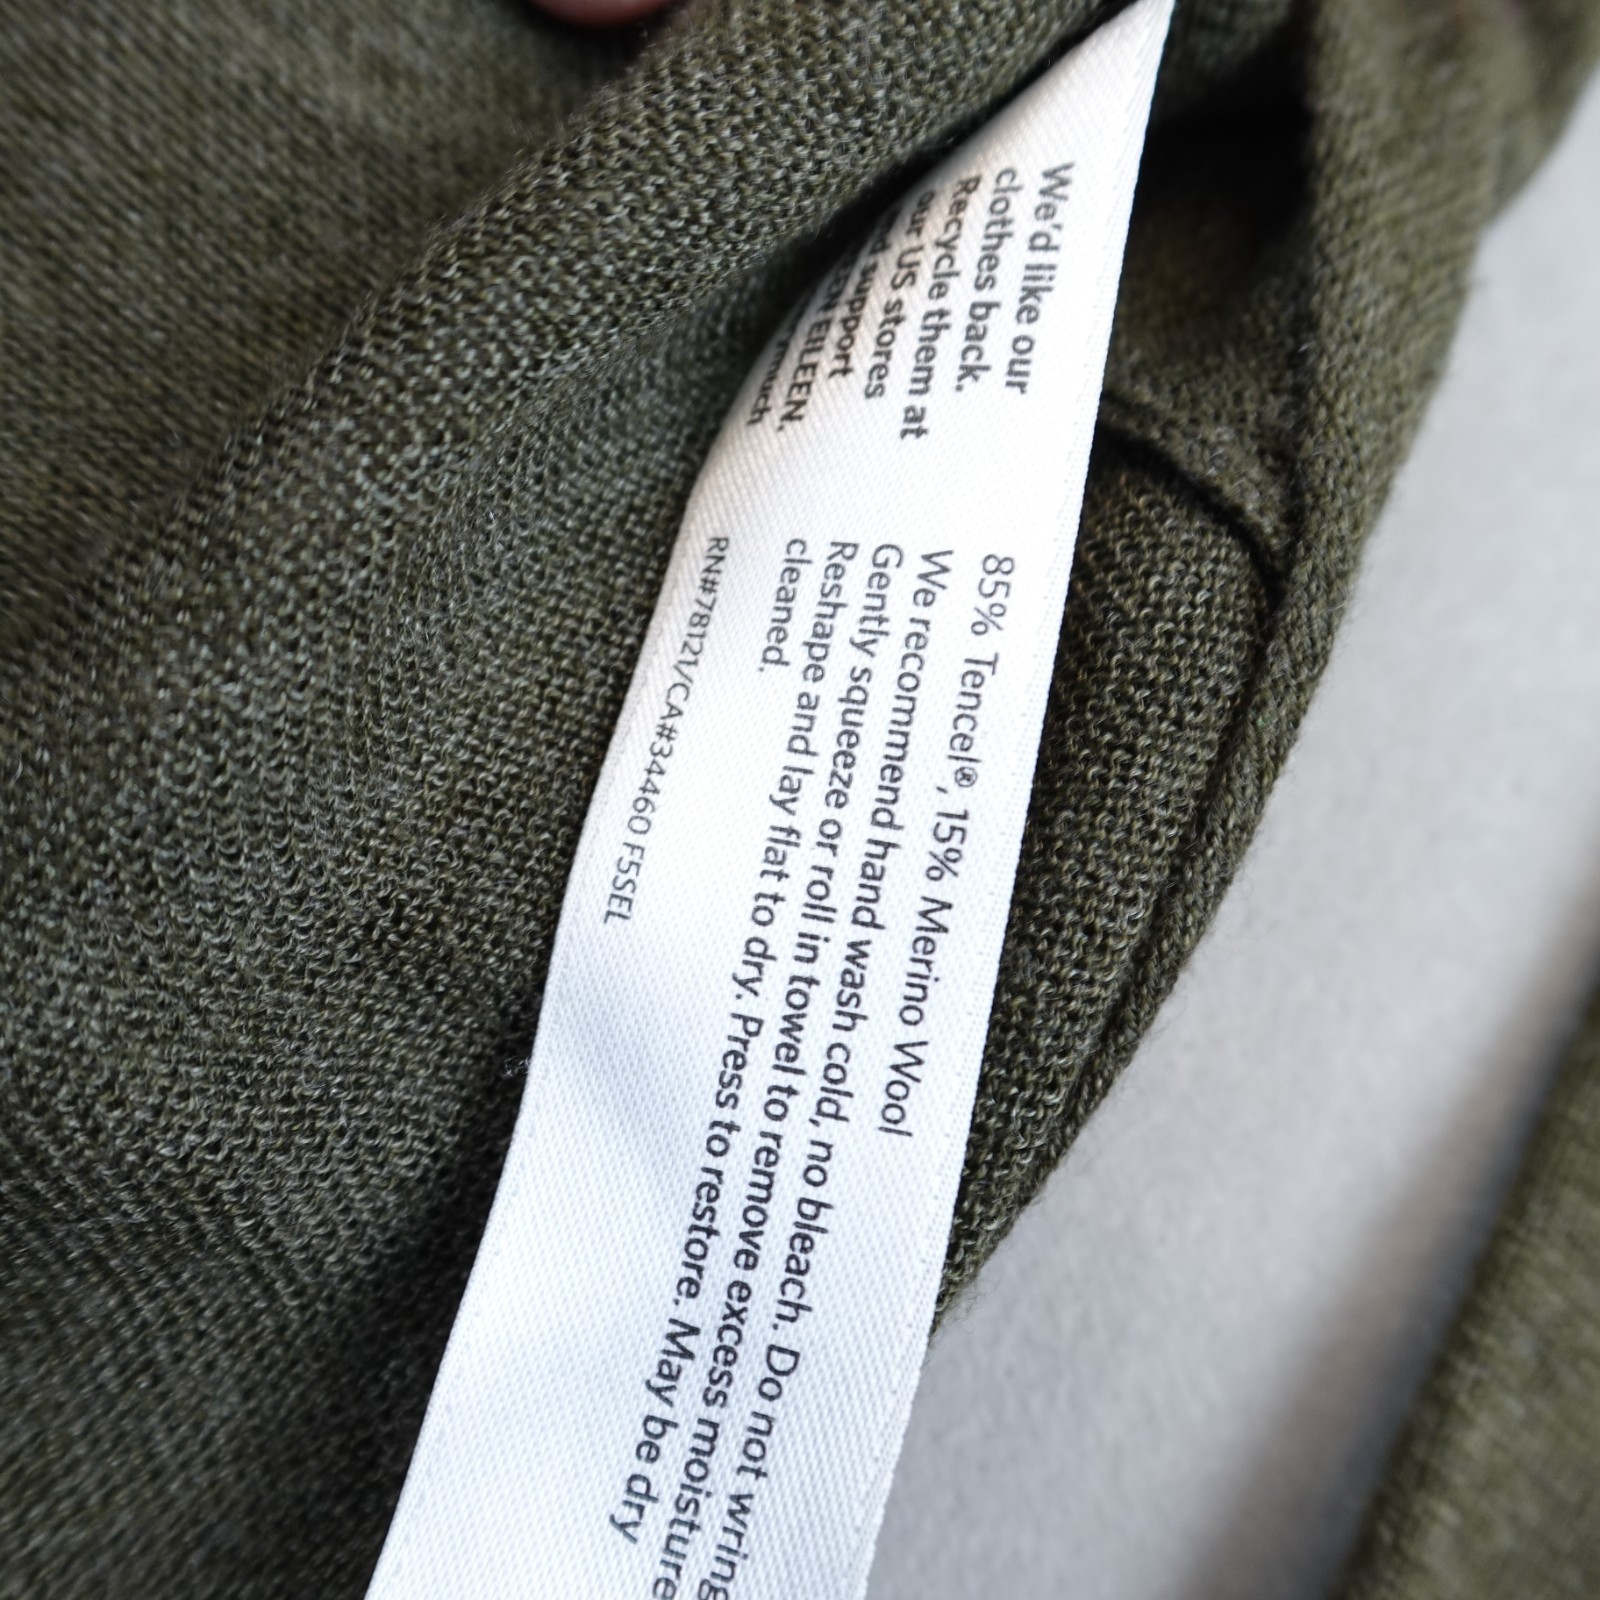 We'd like our
clothes back.
Recycle them at
our US stores
support
EILEEN.
much
85% Tencel®, 15% Merino Wool
We recommend hand wash cold, no bleach. Do not wring
Gently squeeze or roll in towel to remove excess moisture
Reshape and lay flat to dry. Press to restore. May be dry
cleaned.
RN#78121/CA#34460 F5SEL